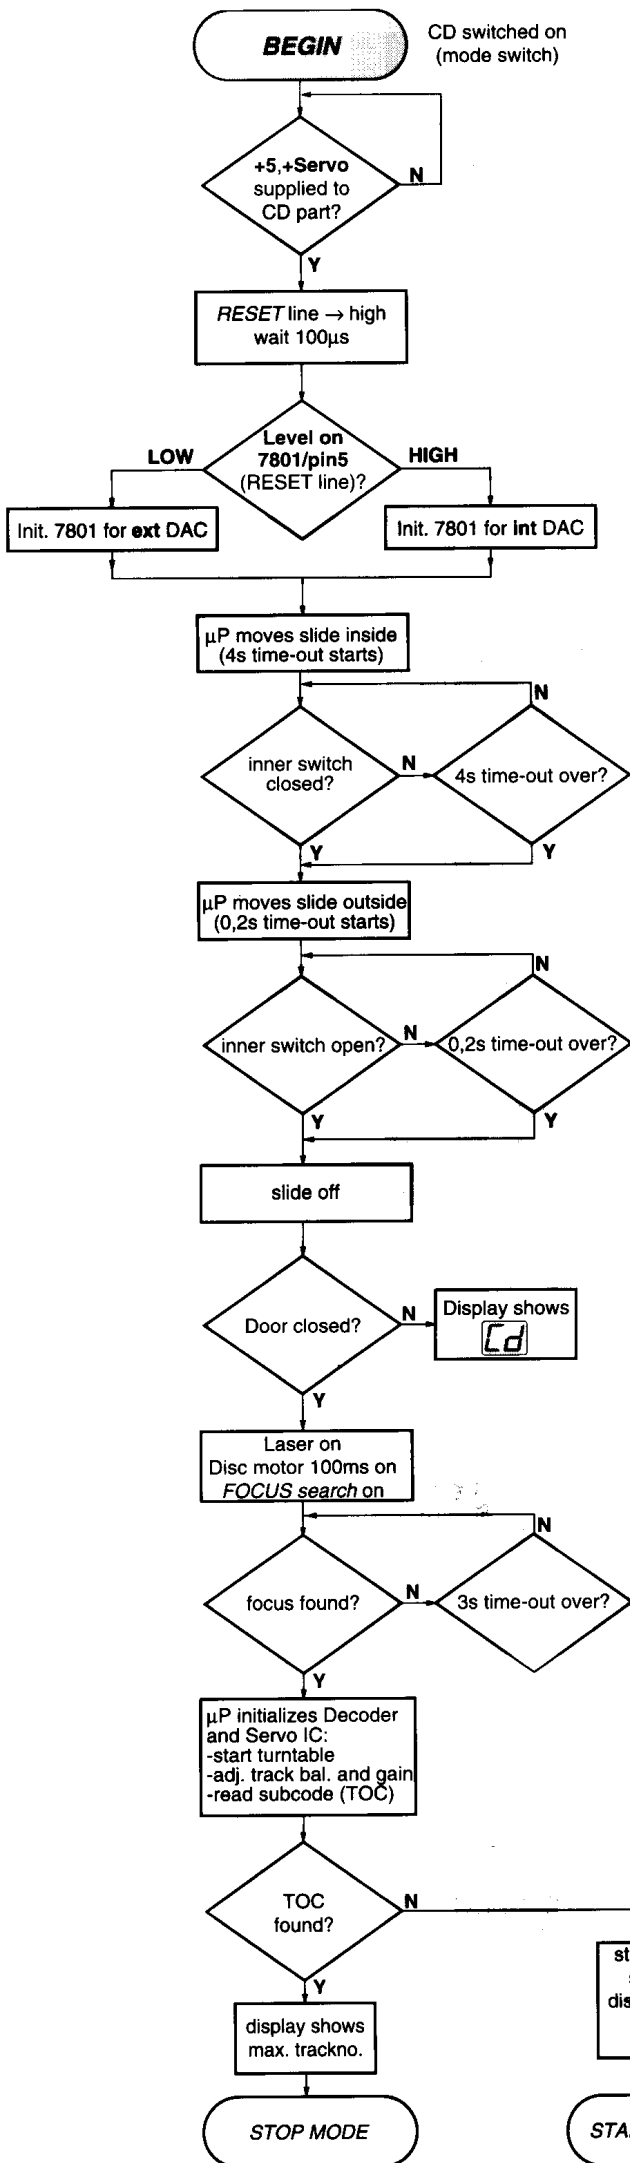 BEGIN
CD switched on
(mode switch)
+5,+Servo
supplied to
CD part?
N
Y
RESET line → high
wait 100µs
Level on
7801/pin5
(RESET line)?
LOW
HIGH
Init. 7801 for ext DAC
Init. 7801 for int DAC
µP moves slide inside
(4s time-out starts)
N
inner switch
closed?
N
4s time-out over?
Y
Y
µP moves slide outside
(0,2s time-out starts)
N
inner switch open?
N
0,2s time-out over?
Y
Y
slide off
Door closed?
N
Display shows
Cd
Y
Laser on
Disc motor 100ms on
FOCUS search on
N
focus found?
N
3s time-out over?
Y
µP initializes Decoder
and Servo IC:
-start turntable
-adj. track bal. and gain
-read subcode (TOC)
TOC
found?
N
Y
display shows
max. trackno.
st
s
dis
STOP MODE
STA